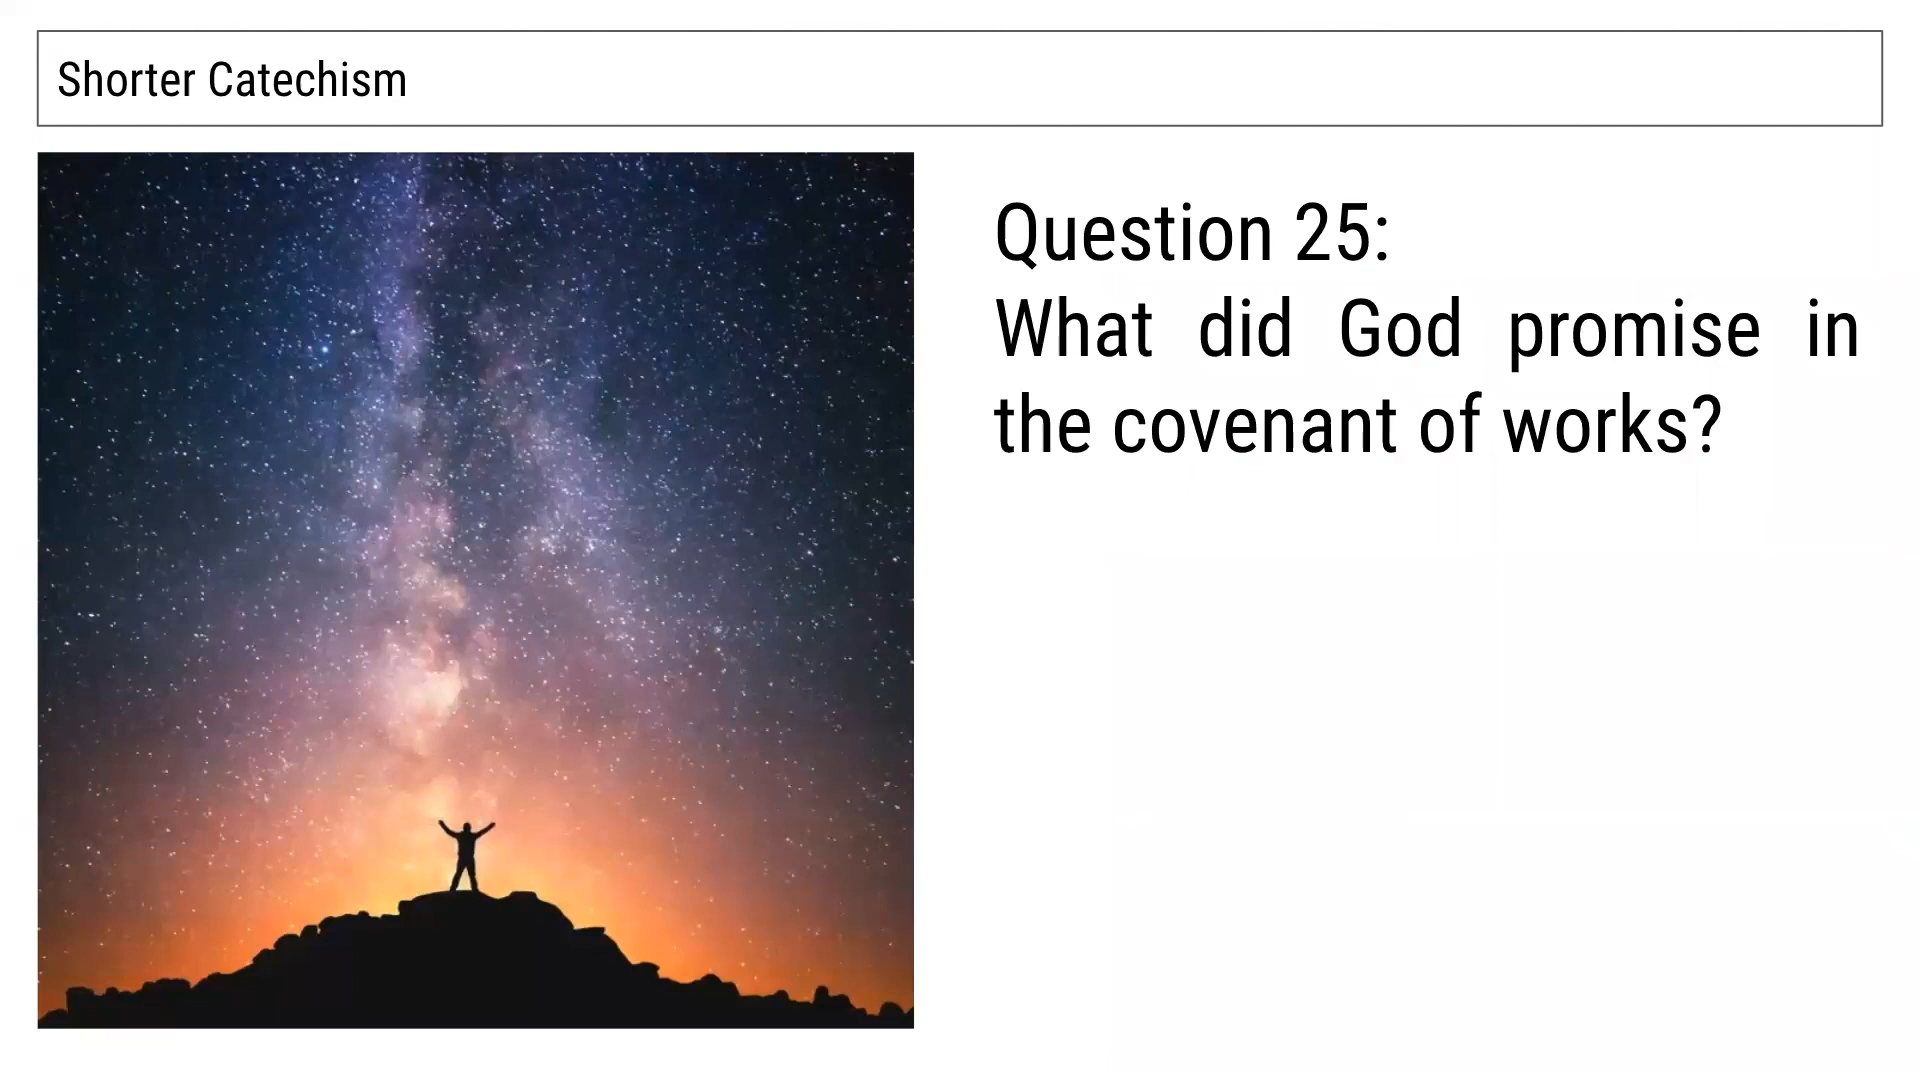 Shorter Catechism
Question 25:
What did God promise in
the covenant of works?